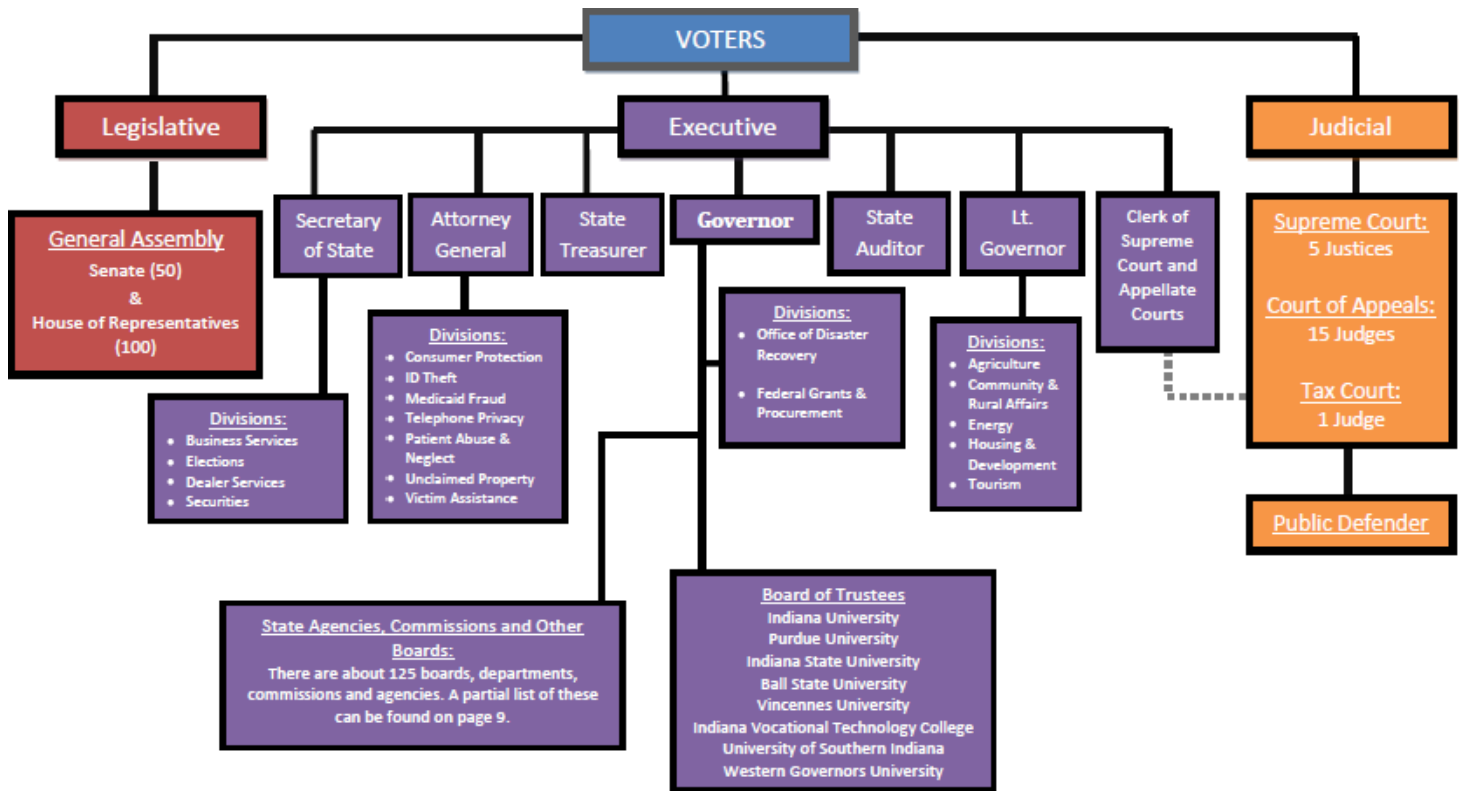 VOTERS
Legislative
Executive
Judicial
General Assembly
Senate (50)
&
House of Representatives
(100)
Secretary
of State
Attorney
General
State
Treasurer
Governor
State
Auditor
Lt.
Governor
Clerk of
Supreme
Court and
Appellate
Courts
Supreme Court:
5 Justices
Court of Appeals:
15 Judges
Tax Court:
1 Judge
Public Defender
Divisions:
• Business Services
• Elections
• Dealer Services
• Securities
Divisions:
• Consumer Protection
• ID Theft
• Medicaid Fraud
• Telephone Privacy
• Patient Abuse &
Neglect
• Unclaimed Property
• Victim Assistance
Divisions:
• Office of Disaster
Recovery
• Federal Grants &
Procurement
Divisions:
• Agriculture
• Community &
Rural Affairs
• Energy
• Housing &
Development
• Tourism
State Agencies, Commissions and Other
Boards:
There are about 125 boards, departments,
commissions and agencies. A partial list of these
can be found on page 9.
Board of Trustees
Indiana University
Purdue University
Indiana State University
Ball State University
Vincennes University
Indiana Vocational Technology College
University of Southern Indiana
Western Governors University